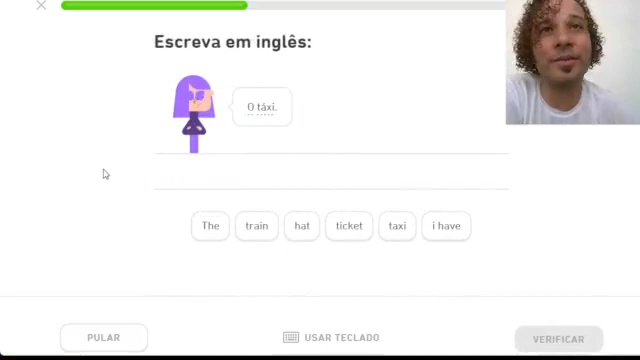 Escreva em inglês:
O táxi.
The train hat ticket taxi i have
PULAR USAR TECLADO VERIFICAR